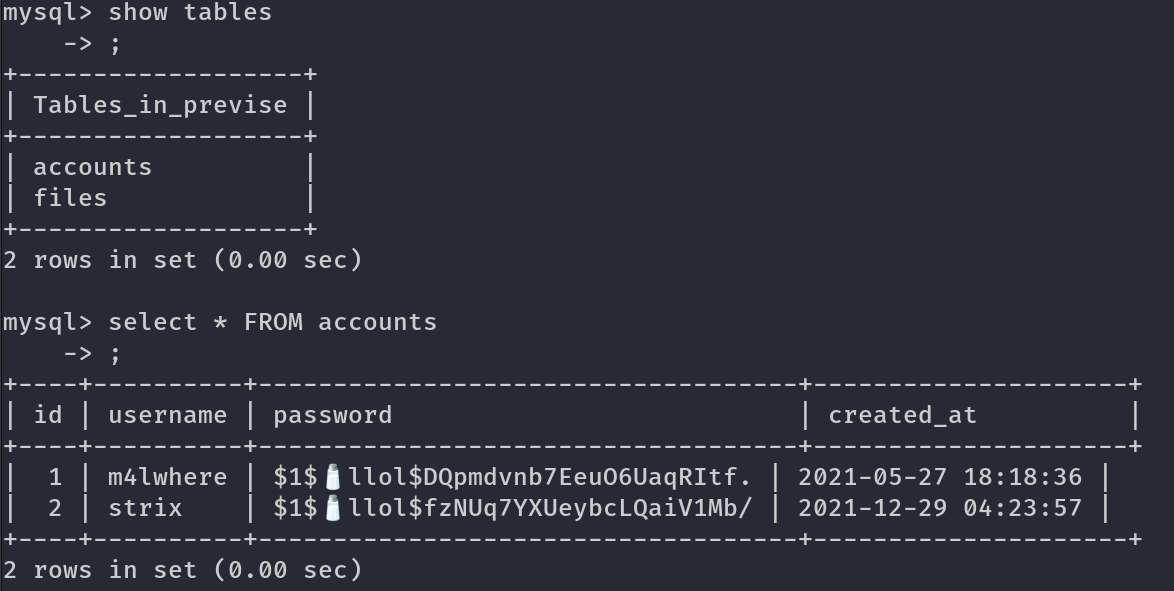 mysql> show tables
    -> ;
+-------------------+
| Tables_in_previse |
+-------------------+
| accounts          |
| files             |
+-------------------+
2 rows in set (0.00 sec)

mysql> select * FROM accounts
    -> ;
+----+----------+------------------------------------+---------------------+
| id | username | password                           | created_at          |
+----+----------+------------------------------------+---------------------+
|  1 | m4lwhere | $1$🧂llol$DQpmdvnb7EeuO6UaqRItf. | 2021-05-27 18:18:36 |
|  2 | strix    | $1$🧂llol$fzNUq7YXUeybcLQaiV1Mb/ | 2021-12-29 04:23:57 |
+----+----------+------------------------------------+---------------------+
2 rows in set (0.00 sec)